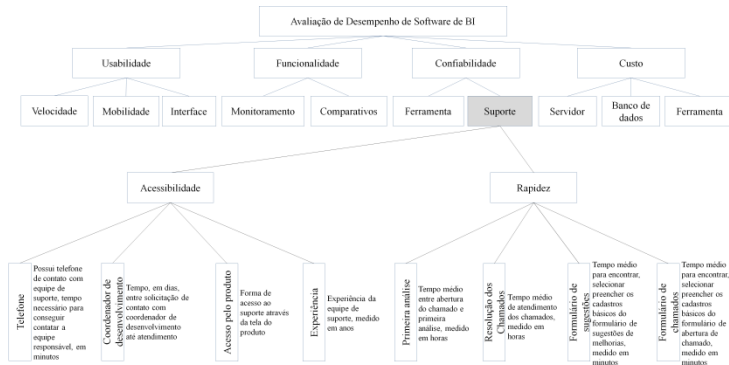 Avaliação de Desempenho de Software de BI
Usabilidade
Funcionalidade
Confiabilidade
Custo
Velocidade
Mobilidade
Interface
Monitoramento
Comparativos
Ferramenta
Suporte
Servidor
Banco de
dados
Ferramenta
Acessibilidade
Rapidez
Telefone
Possui telefone
de contato com
equipe de
suporte, tempo
necessário para
conseguir
contatar a
equipe
responsável, em
minutos
Coordenador de
desenvolvimento
Tempo, em dias,
entre solicitação de
contato com
coordenador de
desenvolvimento
até atendimento
Acesso pelo produto
Forma de
acesso ao
suporte através
da tela do
produto
Experiência
Experiência da
equipe de
suporte, medido
em anos
Primeira análise
Tempo médio
entre abertura
do chamado e
primeira
análise, medido
em horas
Resolução dos
Chamados
Tempo médio
de atendimento
dos chamados,
medido em
horas
Formulário de
sugestões
Tempo médio
para encontrar,
selecionar
preencher os
cadastros
básicos do
formulário de
sugestões de
melhorias,
medido em
minutos
Formulário de
chamados
Tempo médio
para encontrar,
selecionar
preencher os
cadastros
básicos do
formulário de
abertura de
chamado,
medido em
minutos